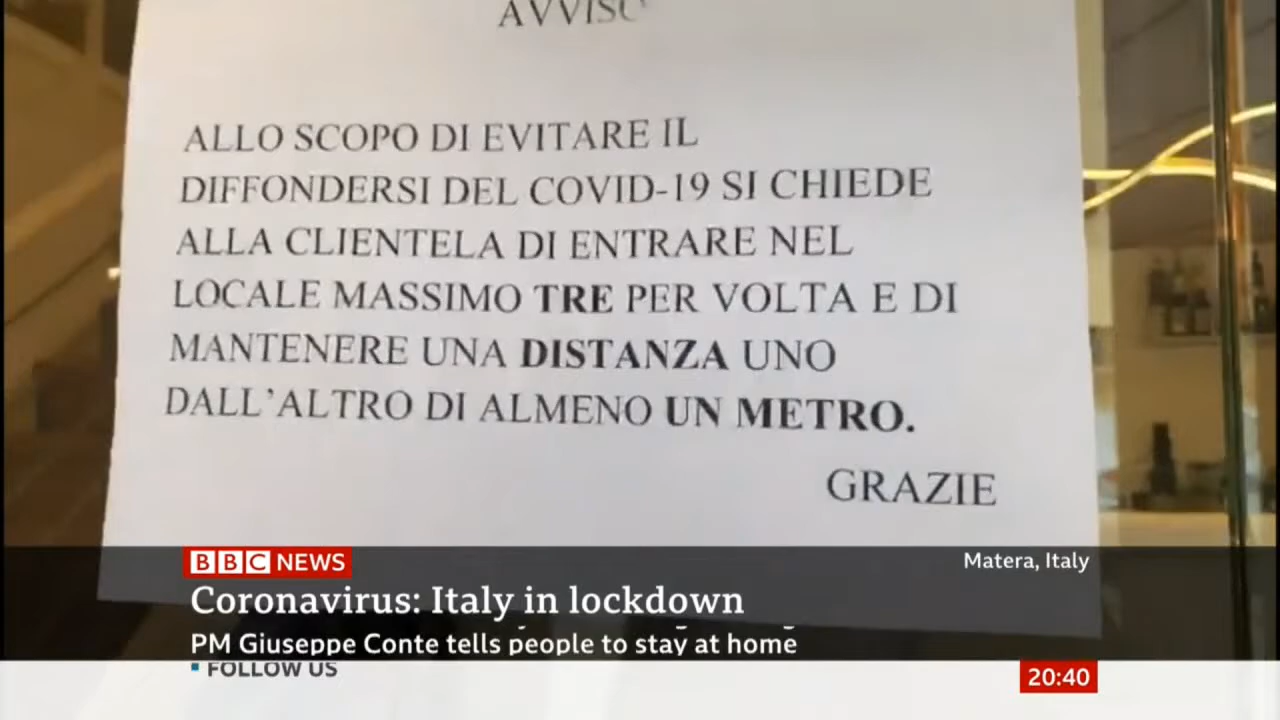 AVVISO
ALLO SCOPO DI EVITARE IL
DIFFONDERSI DEL COVID-19 SI CHIEDE
ALLA CLIENTELA DI ENTRARE NEL
LOCALE MASSIMO TRE PER VOLTA E DI
MANTENERE UNA DISTANZA UNO
DALL'ALTRO DI ALMENO UN METRO.
GRAZIE
BBC NEWS
Matera, Italy
Coronavirus: Italy in lockdown
PM Giuseppe Conte tells people to stay at home
FOLLOW US
20:40